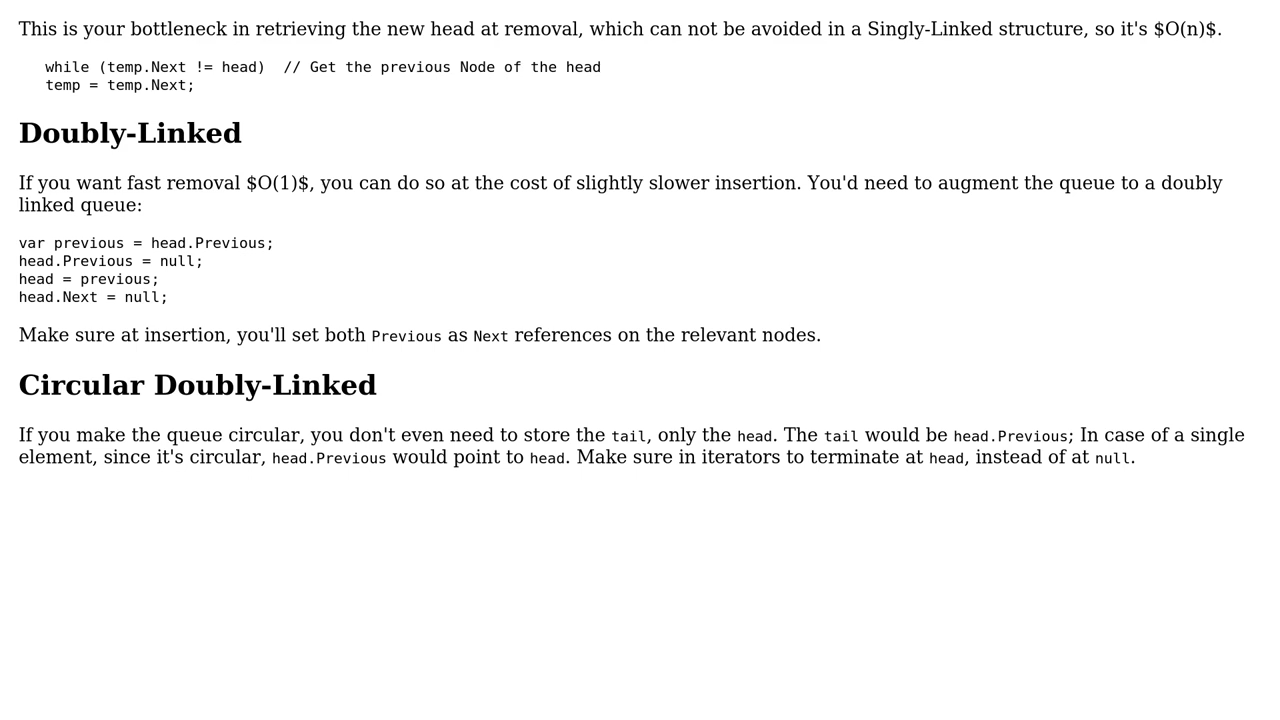 This is your bottleneck in retrieving the new head at removal, which can not be avoided in a Singly-Linked structure, so it's $O(n)$.
while (temp.Next != head)  // Get the previous Node of the head
temp = temp.Next;
Doubly-Linked
If you want fast removal $O(1)$, you can do so at the cost of slightly slower insertion. You'd need to augment the queue to a doubly
linked queue:
var previous = head.Previous;
head.Previous = null;
head = previous;
head.Next = null;
Make sure at insertion, you'll set both Previous as Next references on the relevant nodes.
Circular Doubly-Linked
If you make the queue circular, you don't even need to store the tail, only the head. The tail would be head.Previous; In case of a single
element, since it's circular, head.Previous would point to head. Make sure in iterators to terminate at head, instead of at null.